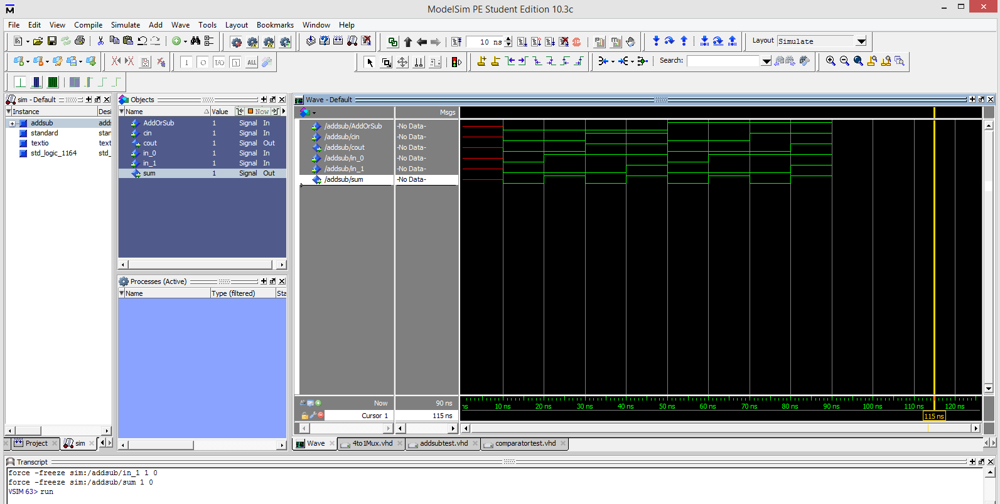 ModelSim PE Student Edition 10.3c
File Edit View Compile Simulate Add Wave Tools Layout Bookmarks Window Help
10 ns
Layout Simulate
Search:
sim - Default
Instance Desi
addsub adds
standard stan
textio text
std_logic_1164 std_
Objects
Name Value Now
AddOrSub 1 Signal In
cin 1 Signal In
cout 1 Signal Out
in_0 1 Signal In
in_1 1 Signal In
sum 1 Signal Out
Processes (Active)
Name Type (filtered) Sta
Wave - Default
Msgs
/addsub/AddOrSub -No Data-
/addsub/cin -No Data-
/addsub/cout -No Data-
/addsub/in_0 -No Data-
/addsub/in_1 -No Data-
/addsub/sum -No Data-
Now 90 ns
Cursor 1 115 ns
ns 10 ns 20 ns 30 ns 40 ns 50 ns 60 ns 70 ns 80 ns 90 ns 100 ns 110 ns 120 ns
115 ns
Project sim
Wave 4to1Mux.vhd addsubtest.vhd comparatortest.vhd
Transcript
force -freeze sim:/addsub/in_1 1 0
force -freeze sim:/addsub/sum 1 0
VSIM 63> run